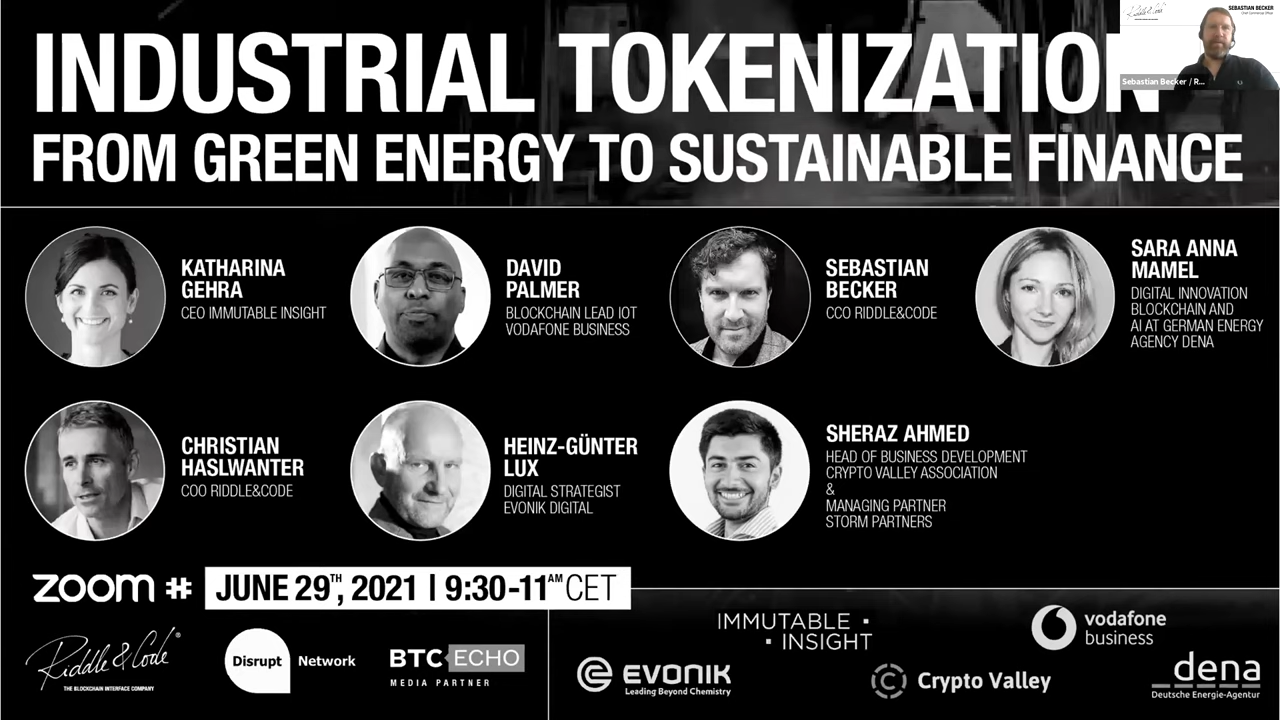 INDUSTRIAL TOKENIZATION
FROM GREEN ENERGY TO SUSTAINABLE FINANCE
Riddle & Code
SEBASTIAN BECKER
Chief Commercial Officer
Sebastian Becker / R...
KATHARINA
GEHRA
CEO IMMUTABLE INSIGHT
DAVID
PALMER
BLOCKCHAIN LEAD IOT
VODAFONE BUSINESS
SEBASTIAN
BECKER
CCO RIDDLE&CODE
SARA ANNA
MAMEL
DIGITAL INNOVATION
BLOCKCHAIN AND
AI AT GERMAN ENERGY
AGENCY DENA
CHRISTIAN
HASLWANTER
COO RIDDLE&CODE
HEINZ-GÜNTER
LUX
DIGITAL STRATEGIST
EVONIK DIGITAL
SHERAZ AHMED
HEAD OF BUSINESS DEVELOPMENT
CRYPTO VALLEY ASSOCIATION
&
MANAGING PARTNER
STORM PARTNERS
zoom # JUNE 29TH, 2021 | 9:30-11AM CET
Riddle & Code®
THE BLOCKCHAIN INTERFACE COMPANY
Disrupt Network
BTC ECHO
MEDIA PARTNER
IMMUTABLE
INSIGHT
vodafone
business
EVONIK
Leading Beyond Chemistry
Crypto Valley
dena
Deutsche Energie-Agentur